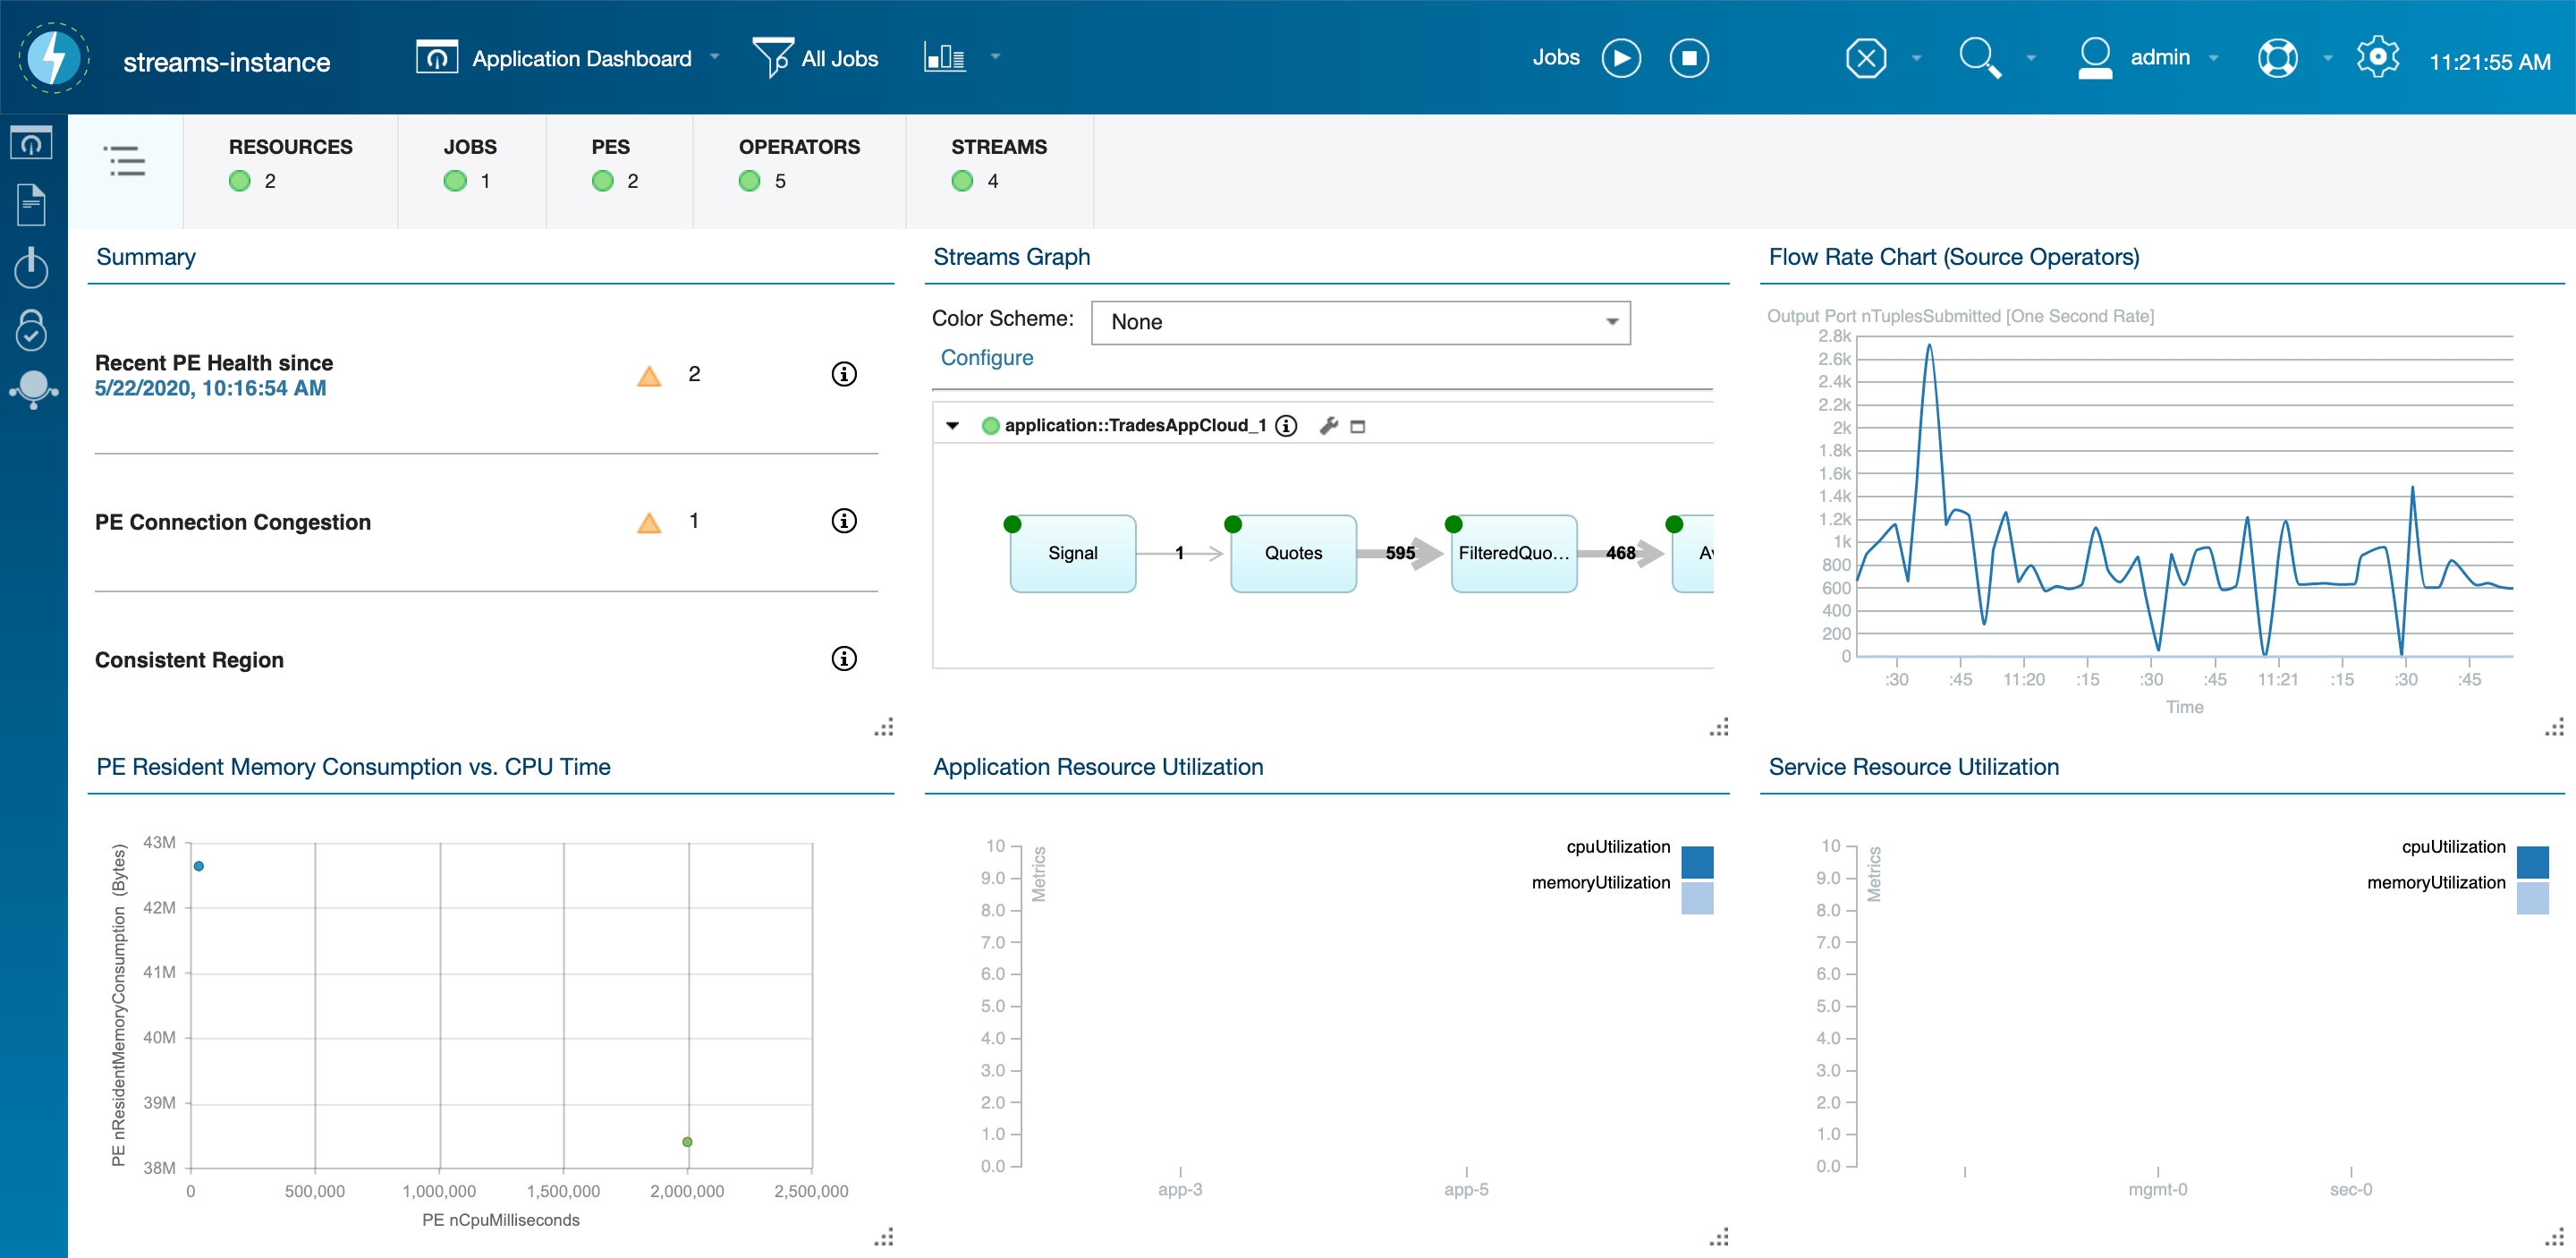 streams-instance
Application Dashboard
All Jobs
Jobs
admin
11:21:55 AM
RESOURCES
2
JOBS
1
PES
2
OPERATORS
5
STREAMS
4
Summary
Recent PE Health since
5/22/2020, 10:16:54 AM
2
PE Connection Congestion
1
Consistent Region
Streams Graph
Color Scheme:
None
Configure
application::TradesAppCloud_1
Signal
1
Quotes
595
FilteredQuo...
468
Flow Rate Chart (Source Operators)
Output Port nTuplesSubmitted [One Second Rate]
2.8k
2.6k
2.4k
2.2k
2k
1.8k
1.6k
1.4k
1.2k
1k
800
600
400
200
0
:30 :45 11:20 :15 :30 :45 11:21 :15 :30 :45
Time
PE Resident Memory Consumption vs. CPU Time
PE nResidentMemoryConsumption (Bytes)
43M
42M
41M
40M
39M
38M
0 500,000 1,000,000 1,500,000 2,000,000 2,500,000
PE nCpuMilliseconds
Application Resource Utilization
10
9.0
8.0
7.0
6.0
5.0
4.0
3.0
2.0
1.0
0.0
Metrics
cpuUtilization
memoryUtilization
app-3 app-5
Service Resource Utilization
10
9.0
8.0
7.0
6.0
5.0
4.0
3.0
2.0
1.0
0.0
Metrics
cpuUtilization
memoryUtilization
mgmt-0 sec-0